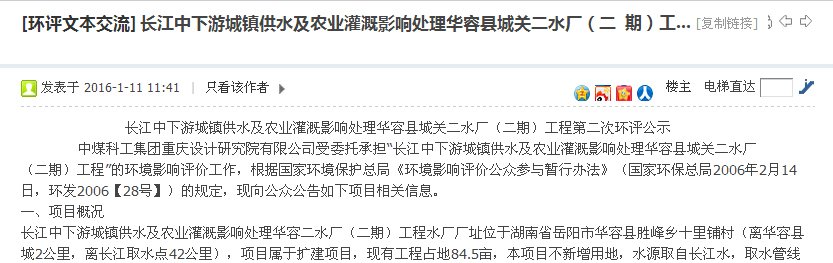 [环评文本交流] 长江中下游城镇供水及农业灌溉影响处理华容县城关二水厂（二 期）工... [复制链接]
发表于 2016-1-11 11:41 | 只看该作者 楼主 电梯直达
长江中下游城镇供水及农业灌溉影响处理华容县城关二水厂（二期）工程第二次环评公示
中煤科工集团重庆设计研究院有限公司受委托承担“长江中下游城镇供水及农业灌溉影响处理华容县城关二水厂
（二期）工程”的环境影响评价工作，根据国家环境保护总局《环境影响评价公众参与暂行办法》（国家环保总局2006年2月14
日，环发2006【28号】）的规定，现向公众公告如下项目相关信息。
一、项目概况
长江中下游城镇供水及农业灌溉影响处理华容二水厂（二期）工程水厂厂址位于湖南省岳阳市华容县胜峰乡十里铺村（离华容县
城2公里，离长江取水点42公里），项目属于扩建项目，现有工程占地84.5亩，本项目不新增用地，水源取自长江水，取水管线